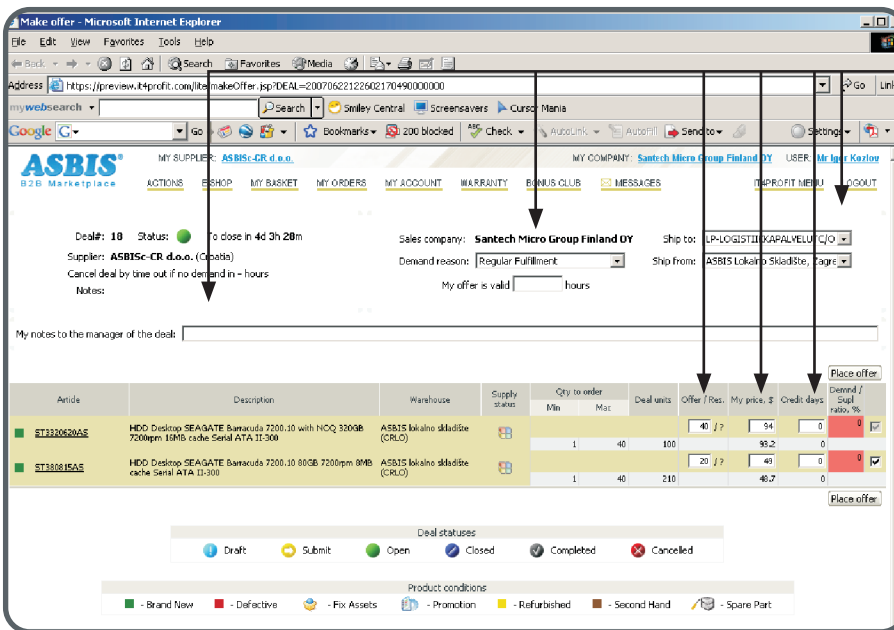 Make offer - Microsoft Internet Explorer
File Edit View Favorites Tools Help
Back Search Favorites Media
Address https://preview.it4profit.com/lite/makeOffer.jsp?DEAL=20070622122602170490000000 Go Link
mywebsearch Search Smiley Central Screensavers Cursor Mania
Google G Go Bookmarks 200 blocked Check AutoLink AutoFill Send to Settings
ASBIS® MY SUPPLIER: ASBISc-CR d.o.o. MY COMPANY: Santech Micro Group Finland OY USER: Mr Igor Kozlov
B2B Marketplace ACTIONS E-SHOP MY BASKET MY ORDERS MY ACCOUNT WARRANTY BONUS CLUB MESSAGES IT4PROFIT MENU LOGOUT
Deal#: 18 Status: To close in 4d 3h 28m Sales company: Santech Micro Group Finland OY Ship to: LP-LOGISTIIKKAPALVELUT C/O
Supplier: ASBISc-CR d.o.o. (Croatia) Demand reason: Regular Fulfillment Ship from: ASBIS Lokalno Skladište, Zagre
Cancel deal by time out if no demand in - hours My offer is valid hours
Notes:
My notes to the manager of the deal:
Place offer
Article Description Warehouse Supply status Qty to order Min Max Deal units Offer / Res. My price, $ Credit days Demnd / Supl ratio, %
ST3320620AS HDD Desktop SEAGATE Barracuda 7200.10 with NCQ 320GB 7200rpm 16MB cache Serial ATA II-300 ASBIS lokalno skladište (CRLO) 40 / ? 94 0 0
1 40 100 93.2 0
ST380815AS HDD Desktop SEAGATE Barracuda 7200.10 80GB 7200rpm 8MB cache Serial ATA II-300 ASBIS lokalno skladište (CRLO) 20 / ? 49 0 0
1 40 210 48.7 0
Place offer
Deal statuses
Draft Submit Open Closed Completed Cancelled
Product conditions
- Brand New - Defective - Fix Assets - Promotion - Refurbished - Second Hand - Spare Part